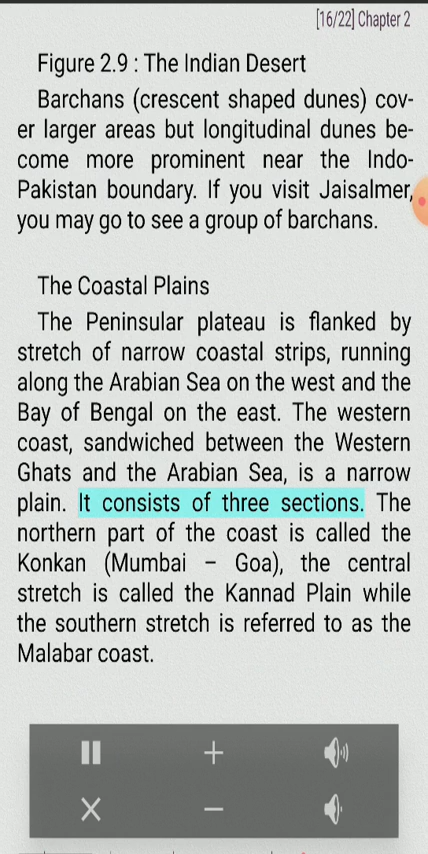 [16/22] Chapter 2
Figure 2.9 : The Indian Desert
Barchans (crescent shaped dunes) cov-
er larger areas but longitudinal dunes be-
come more prominent near the Indo-
Pakistan boundary. If you visit Jaisalmer,
you may go to see a group of barchans.
The Coastal Plains
The Peninsular plateau is flanked by
stretch of narrow coastal strips, running
along the Arabian Sea on the west and the
Bay of Bengal on the east. The western
coast, sandwiched between the Western
Ghats and the Arabian Sea, is a narrow
plain. It consists of three sections. The
northern part of the coast is called the
Konkan (Mumbai – Goa), the central
stretch is called the Kannad Plain while
the southern stretch is referred to as the
Malabar coast.